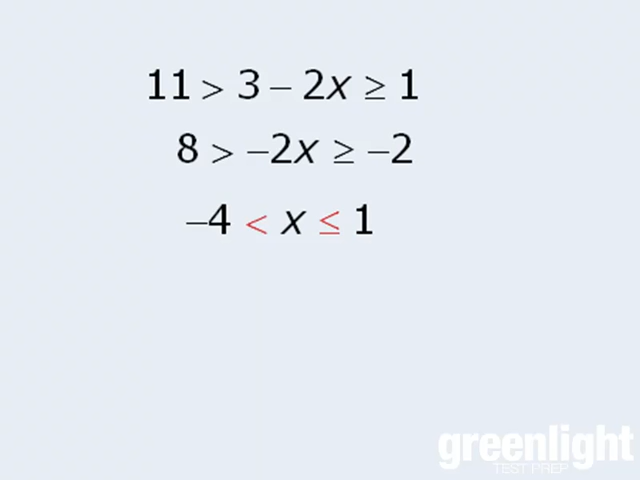 11 > 3 – 2x ≥ 1
8 > –2x ≥ –2
–4 < x ≤ 1
greenlight
TEST PREP